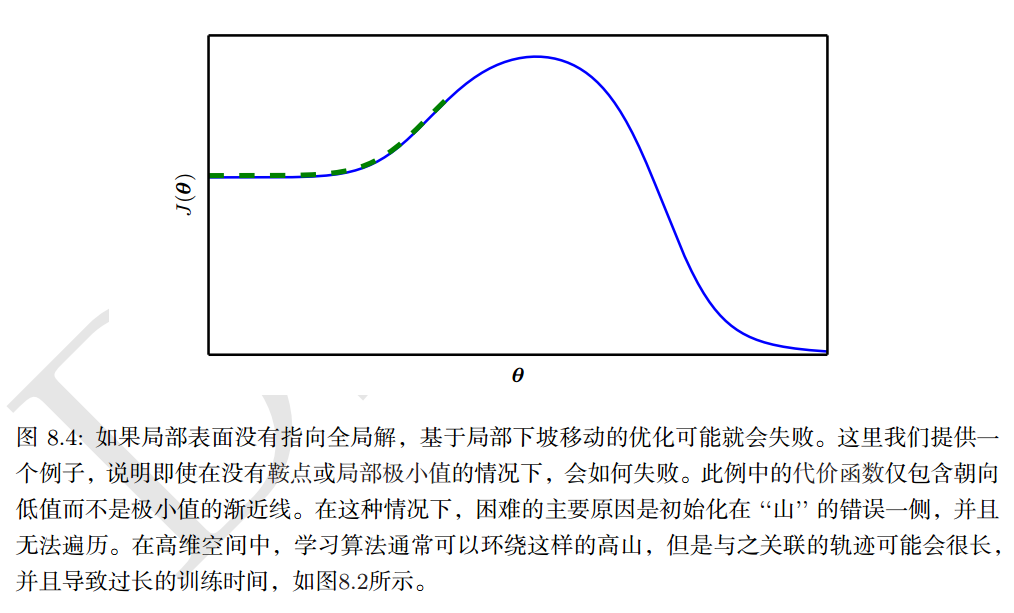 J(θ)
θ
图 8.4: 如果局部表面没有指向全局解，基于局部下坡移动的优化可能就会失败。这里我们提供一
个例子，说明即使在没有鞍点或局部极小值的情况下，会如何失败。此例中的代价函数仅包含朝向
低值而不是极小值的渐近线。在这种情况下，困难的主要原因是初始化在 “山” 的错误一侧，并且
无法遍历。在高维空间中，学习算法通常可以环绕这样的高山，但是与之关联的轨迹可能会很长，
并且导致过长的训练时间，如图8.2所示。